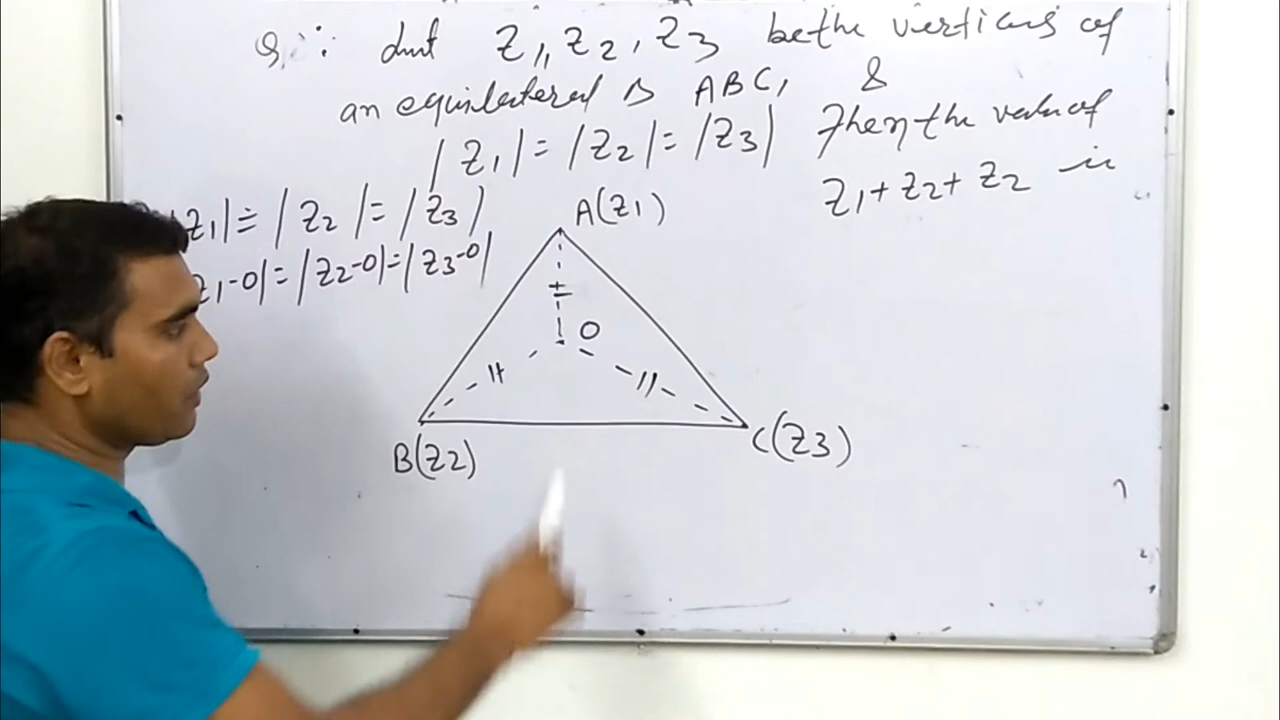 Q ∴ Let Z1, Z2, Z3 be the vertices of
an equilateral Δ ABC, &
|Z1| = |Z2| = |Z3| Then the value of
Z1 + Z2 + Z2 is
Z1| = |Z2| = |Z3|
Z1-0| = |Z2-0| = |Z3-0|
A(Z1)
O
B(Z2)
C(Z3)